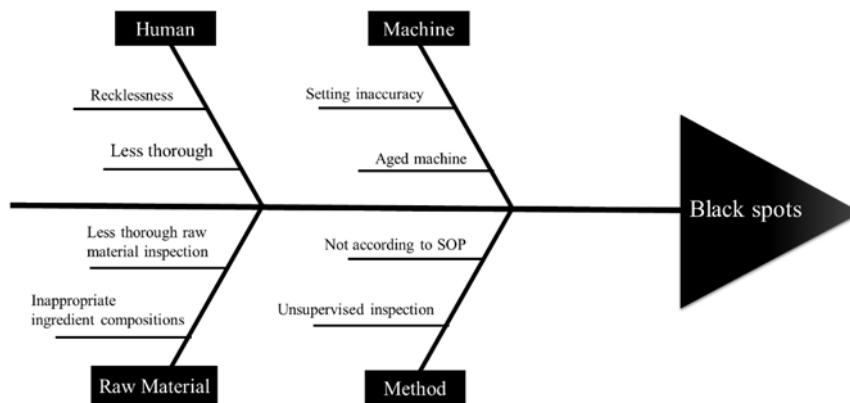 Human
Machine
Recklessness
Setting inaccuracy
Less thorough
Aged machine
Black spots
Less thorough raw
material inspection
Not according to SOP
Inappropriate
ingredient compositions
Unsupervised inspection
Raw Material
Method